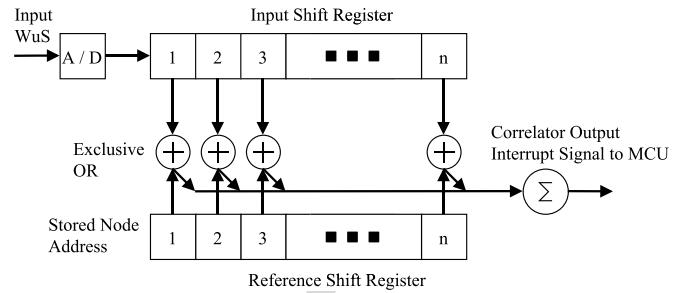 Input
WuS
Input Shift Register
A / D
1 2 3 n
Exclusive
OR
Correlator Output
Interrupt Signal to MCU
Σ
Stored Node
Address
1 2 3 n
Reference Shift Register